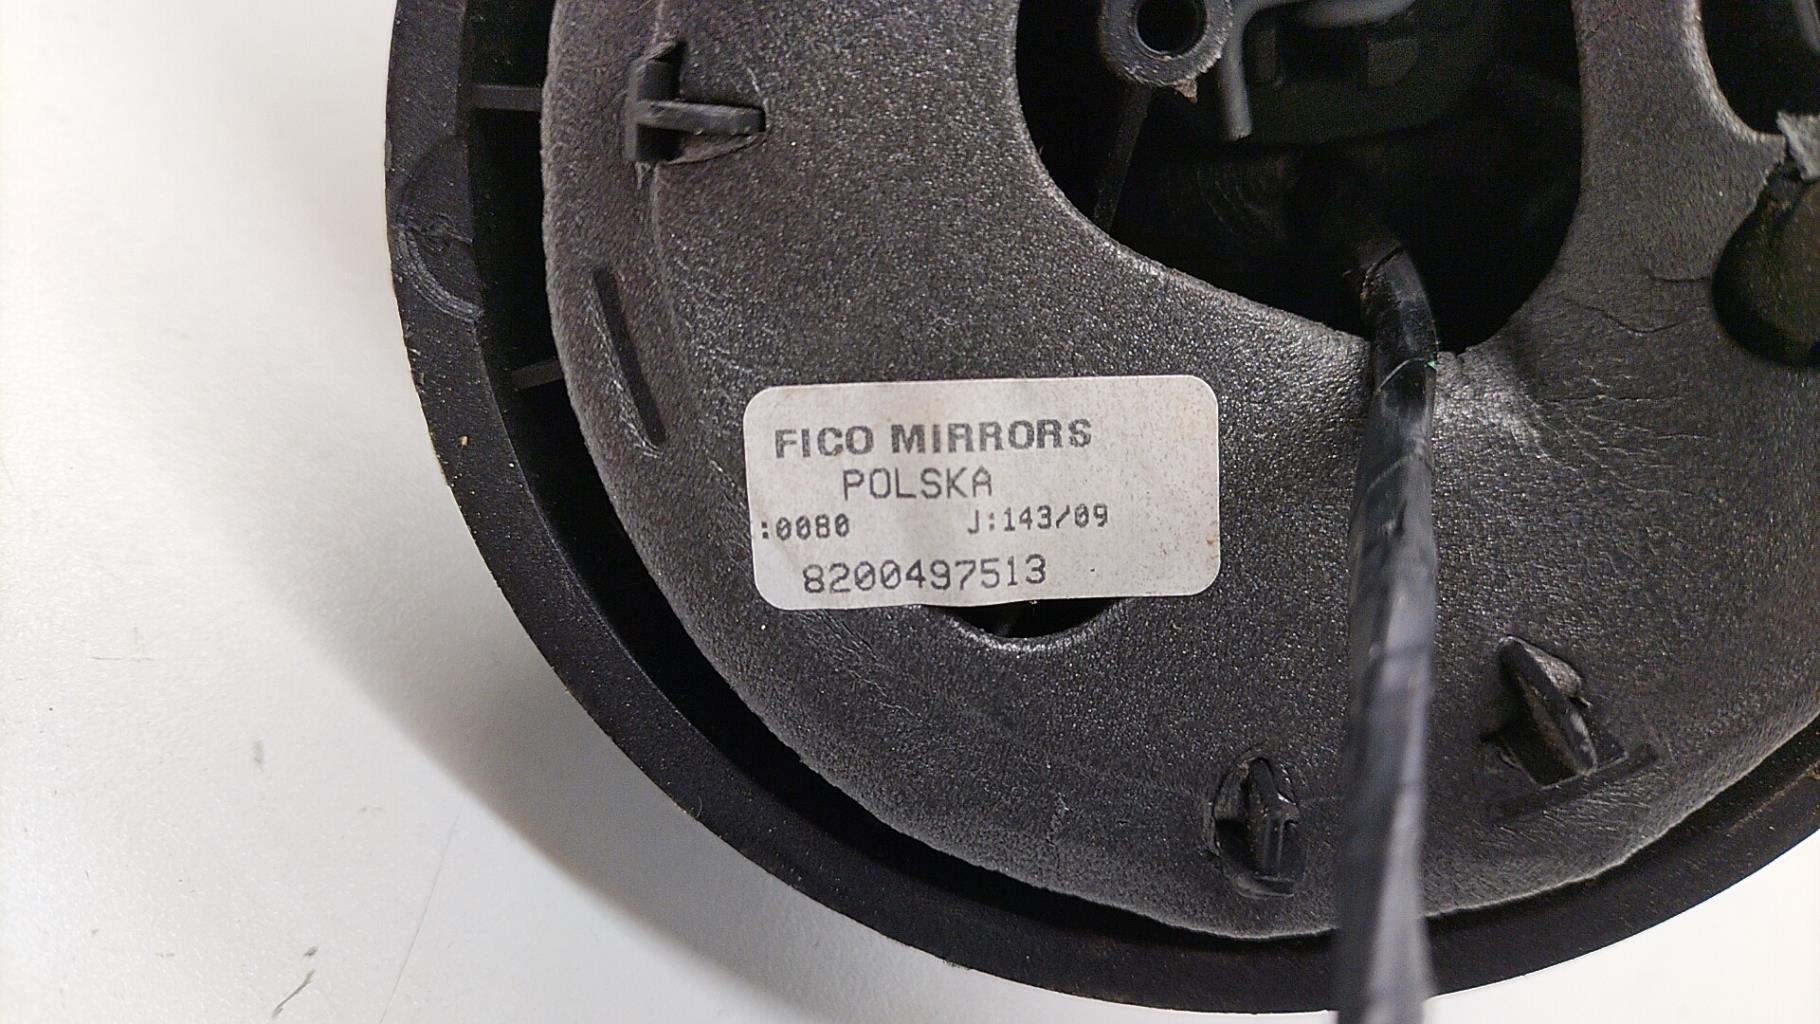 FICO MIRRORS
POLSKA
:0080 J:143/09
8200497513